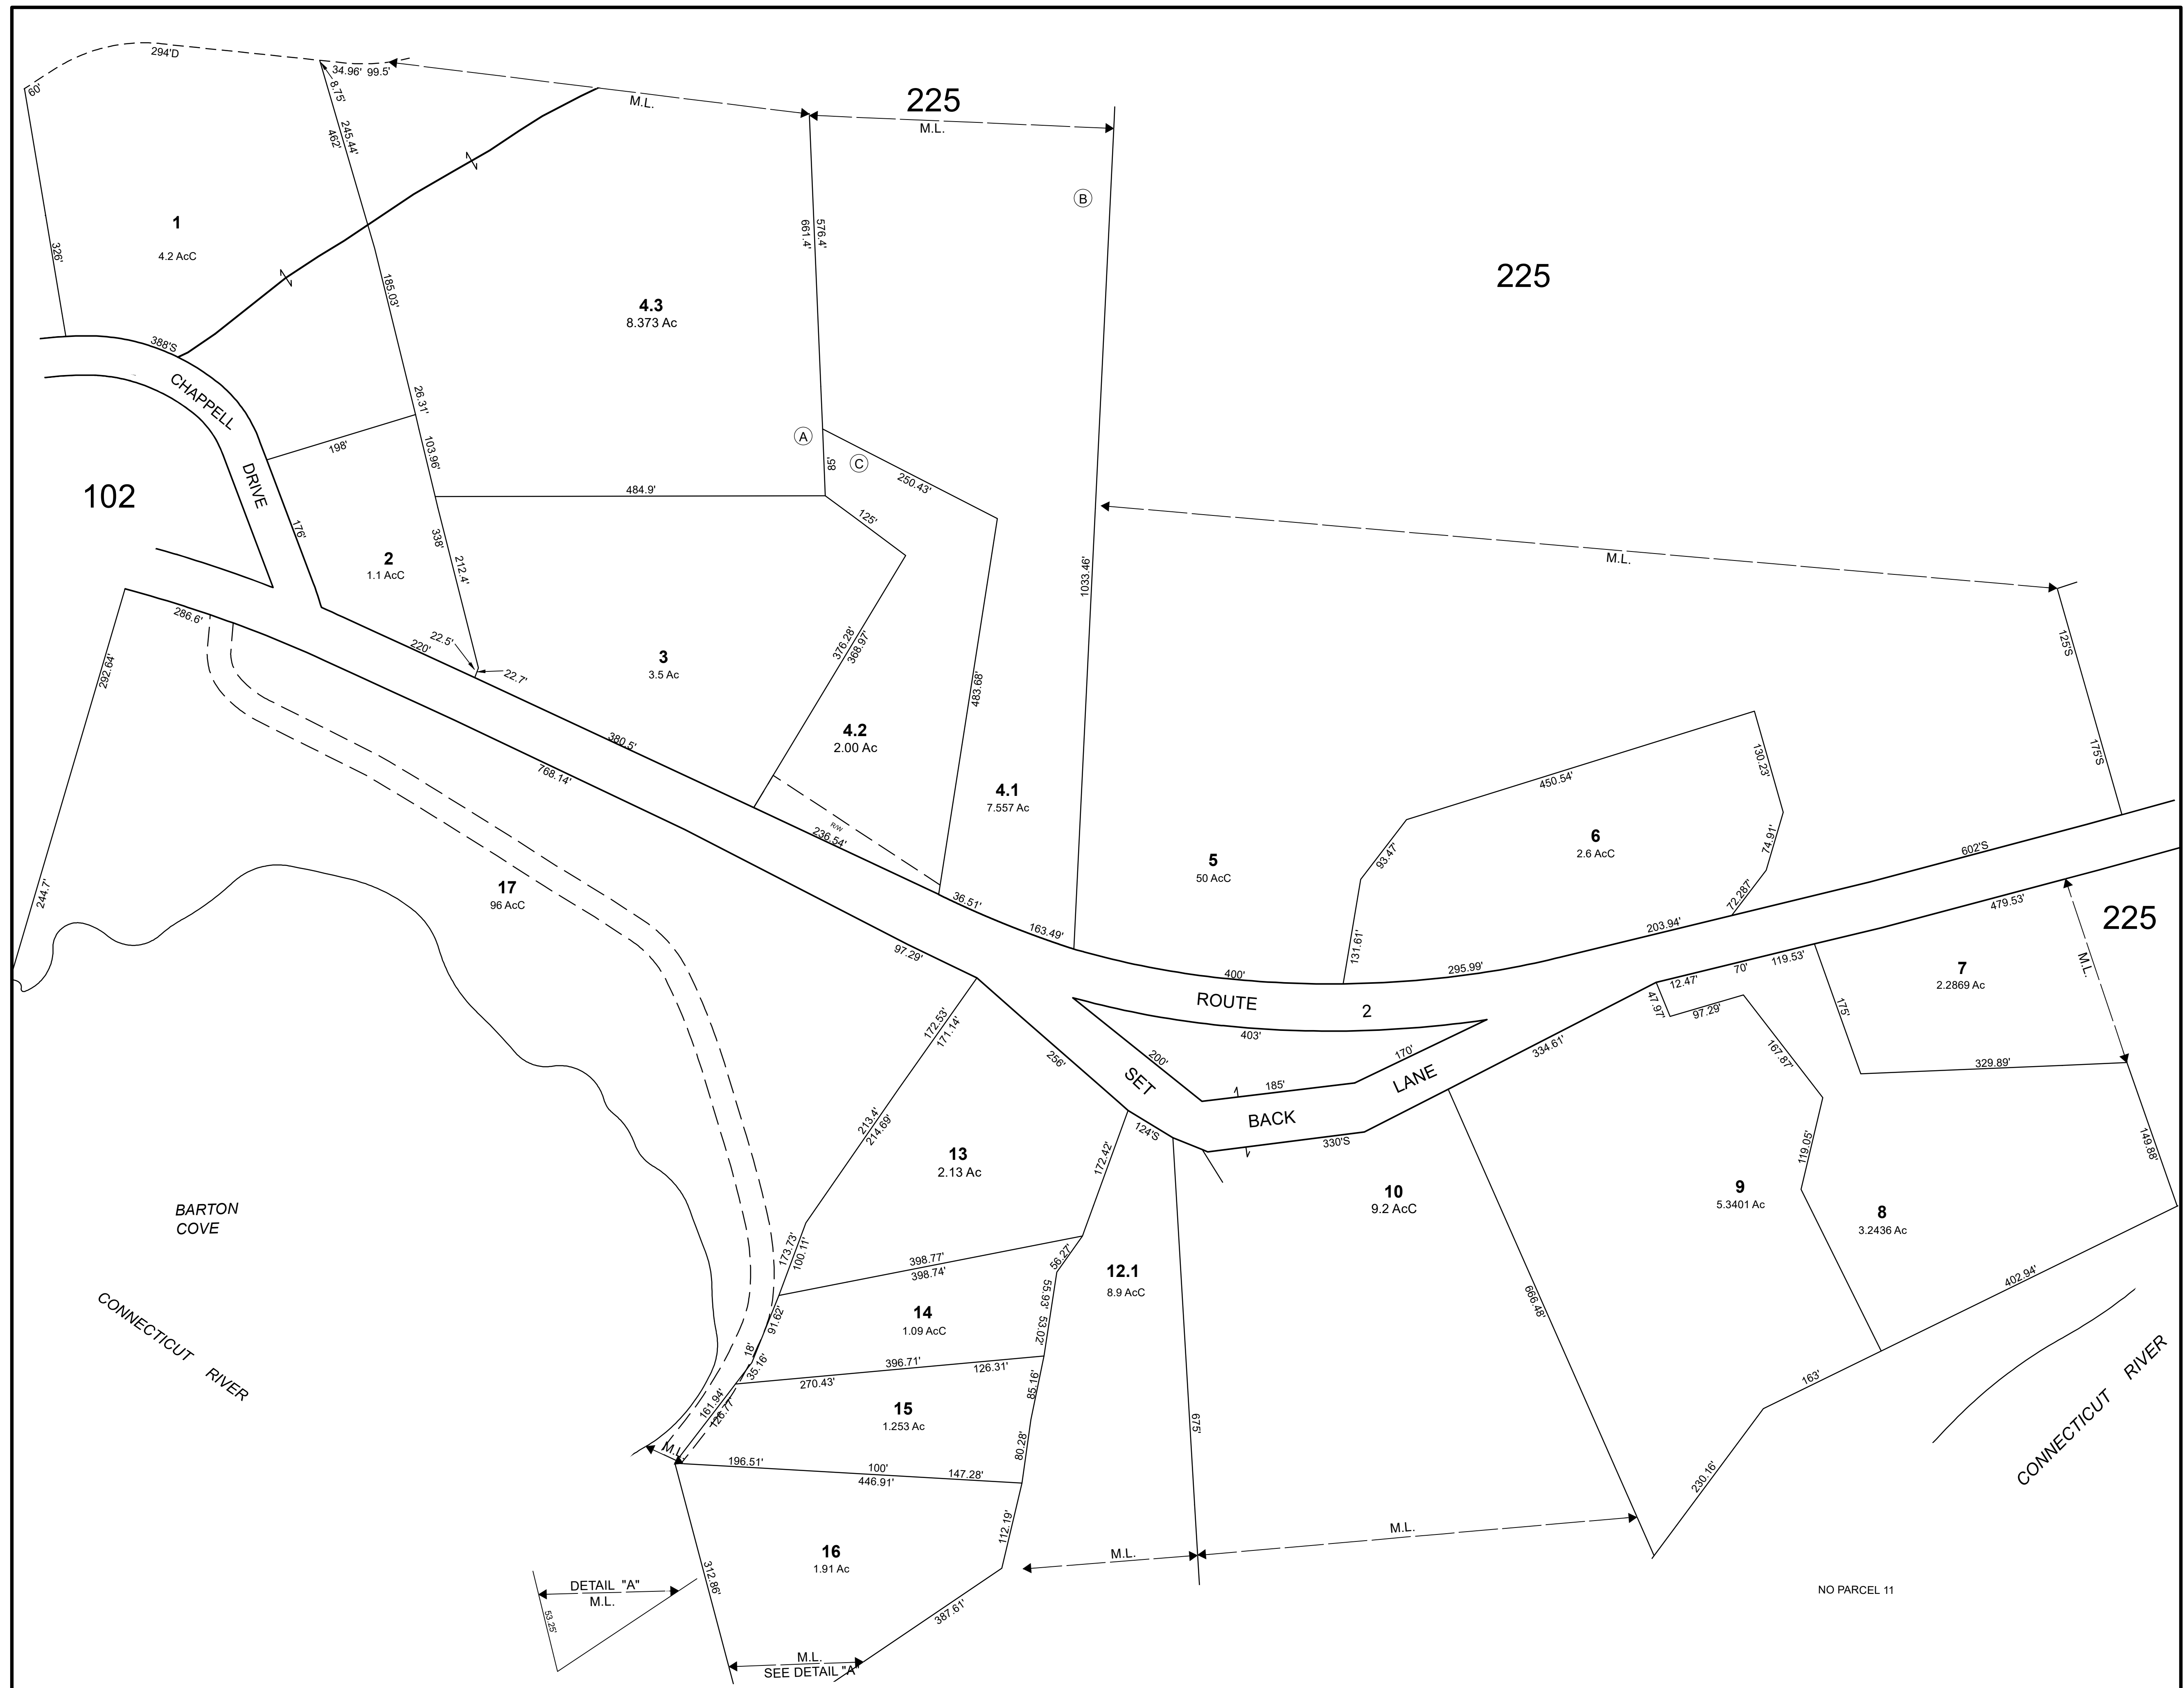 294'D
60'
34.96' 99.5'
8.75'
245.44'
462'
M.L.
225
M.L.
B
1
4.2 AcC
326'
661.4'
576.4'
225
185.03'
4.3
8.373 Ac
388'S
CHAPPELL
DRIVE
26.31'
198'
103.96'
A
85'
C
250.43'
102
484.9'
125'
176'
338'
212.4'
2
1.1 AcC
1033.46'
M.L.
125'S
175'S
286.6'
22.5'
220'
22.7'
292.64'
3
3.5 Ac
376.28'
368.97'
483.68'
4.2
2.00 Ac
380.5'
768.14'
4.1
7.557 Ac
R/W
236.54'
450.54'
130.23'
74.91'
93.47'
6
2.6 AcC
5
50 AcC
602'S
72.287'
17
96 AcC
244.7'
36.51'
163.49'
203.94'
479.53'
225
131.61'
97.29'
400'
295.99'
119.53'
70'
12.47'
M.L.
7
2.2869 Ac
ROUTE 2
47.97'
97.29'
175'
172.53'
171.14'
403'
256'
200'
170'
334.61'
167.87'
329.89'
SET
BACK
LANE
185'
213.4'
214.69'
124'S
330'S
172.42'
119.05'
149.88'
13
2.13 Ac
10
9.2 AcC
9
5.3401 Ac
8
3.2436 Ac
BARTON
COVE
173.73'
100.11'
398.77'
398.74'
56.27'
12.1
8.9 AcC
402.94'
CONNECTICUT RIVER
91.62'
55.93' 53.02'
14
1.09 AcC
666.48'
18'
35.16'
396.71'
126.31'
270.43'
163'
CONNECTICUT RIVER
161.94'
126.77'
85.16'
15
1.253 Ac
675'
M.L.
80.28'
196.51'
100'
147.28'
446.91'
230.16'
112.19'
M.L.
M.L.
16
1.91 Ac
312.86'
DETAIL "A"
M.L.
53.25'
387.61'
NO PARCEL 11
M.L.
SEE DETAIL "A"